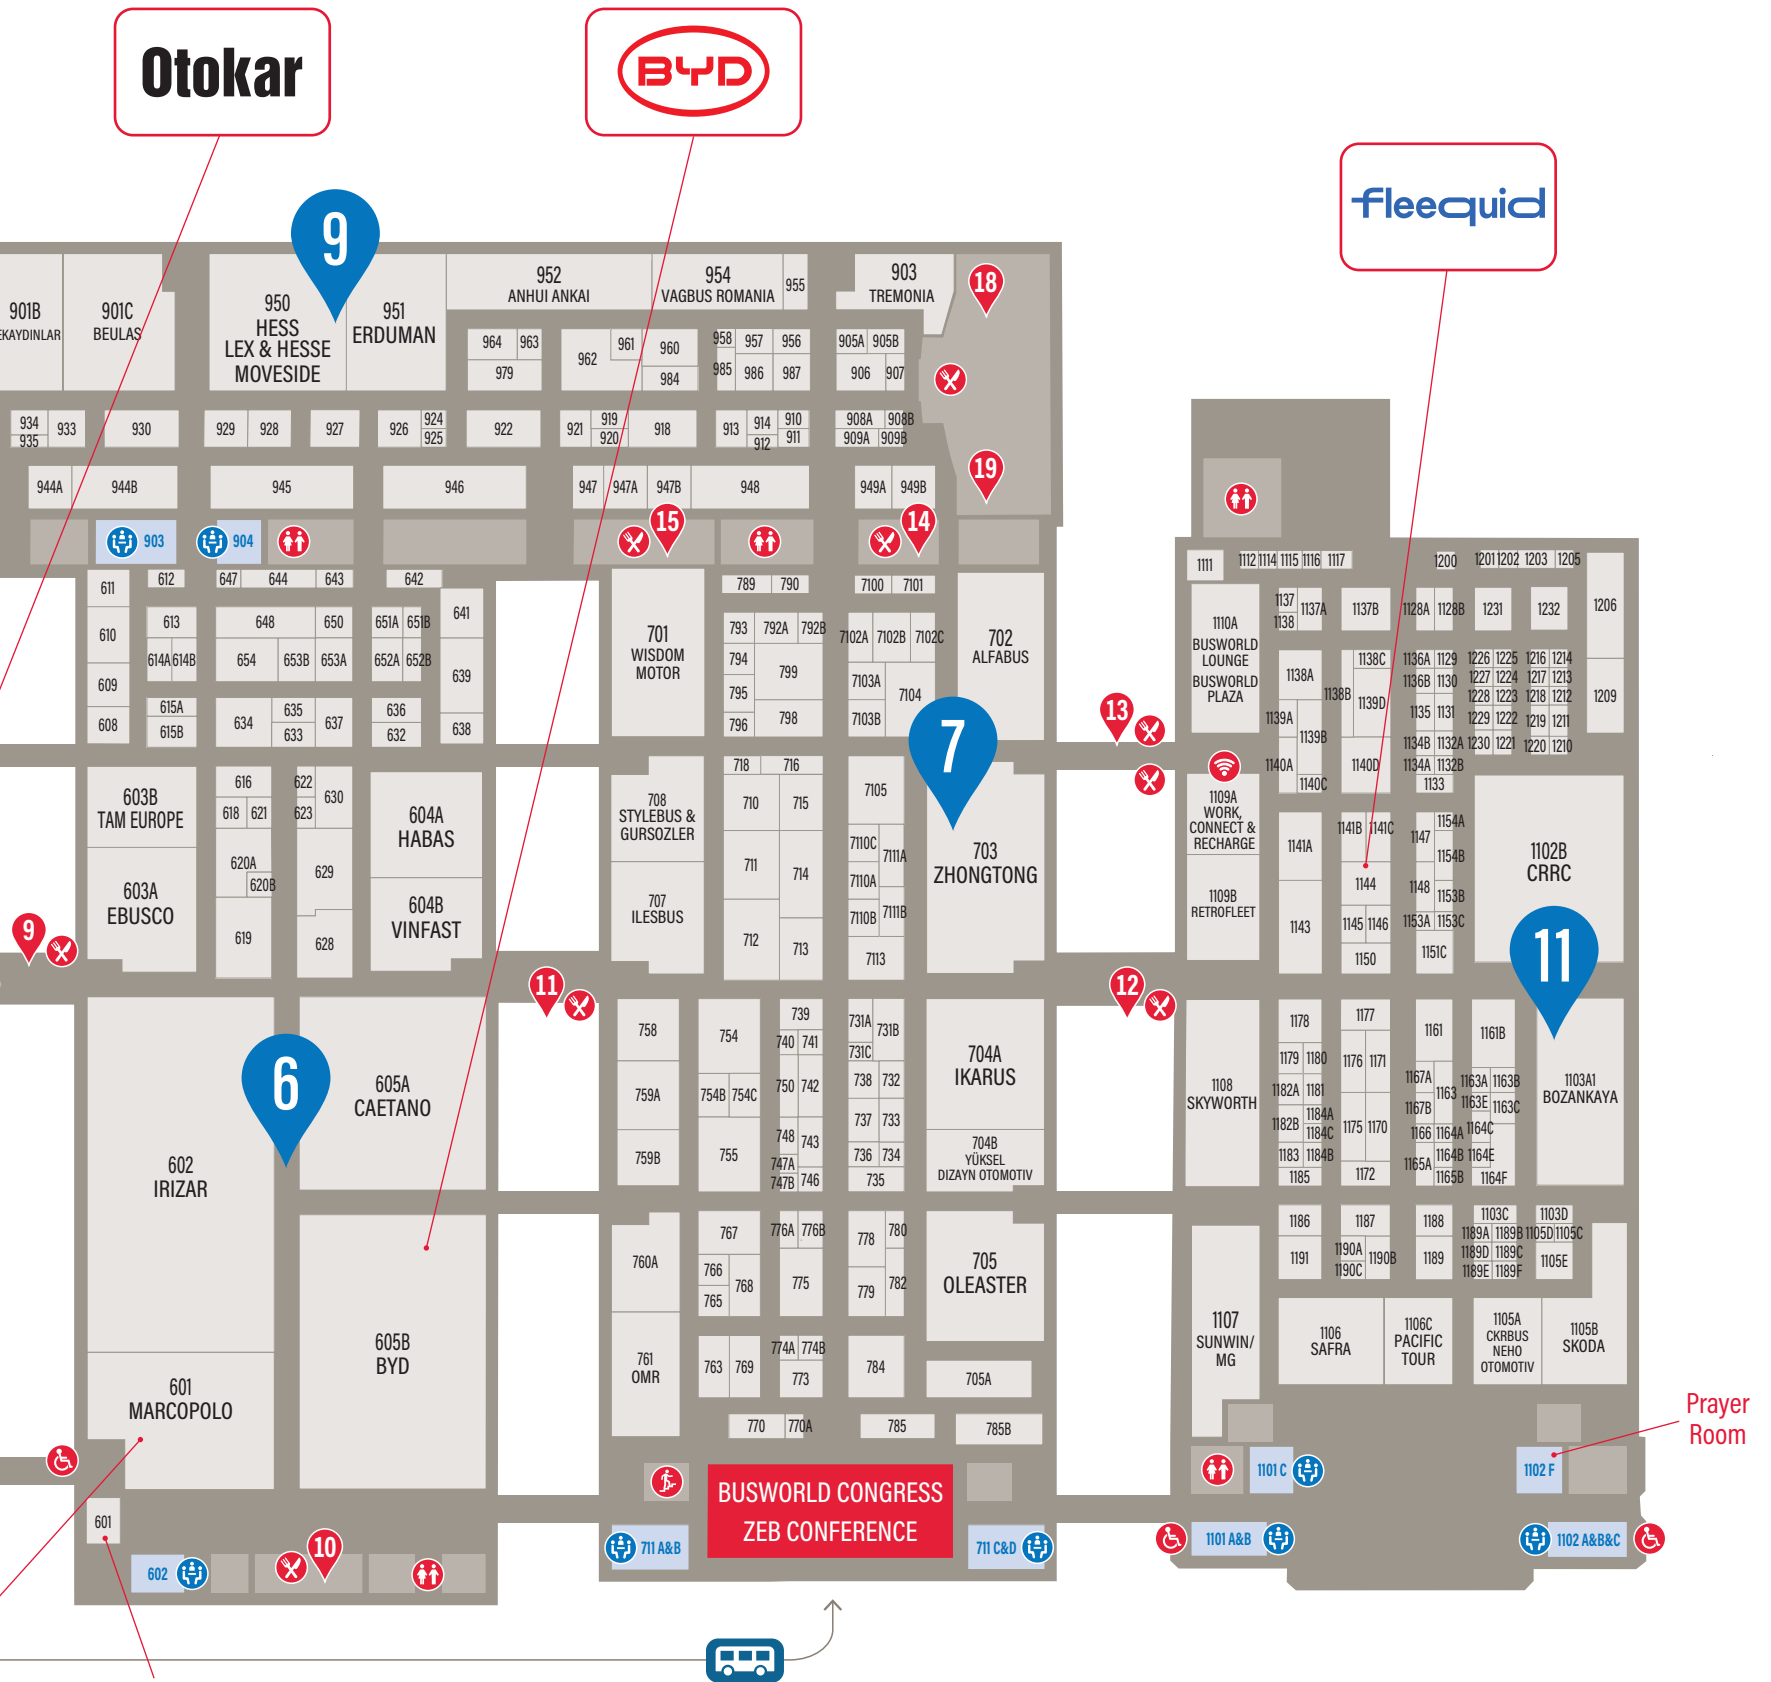 Otokar
BYD
fleequid
9
901B
EKAYDINLAR
901C
BEULAS
950
HESS
LEX & HESSE
MOVESIDE
951
ERDUMAN
952
ANHUI ANKAI
954
VAGBUS ROMANIA
955
903
TREMONIA
18
964 963
979
962 961 960
984
958 957 956
985 986 987
905A 905B
906 907
934 933
935
930
929 928
927
926 924
925
922
921 919 918
920
913 914 910
912 911
908A 908B
909A 909B
19
944A 944B
945
946
947 947A 947B 948
949A 949B
903
904
15
14
611
610
609
608
612
613
614A 614B
615A
615B
647 644 643
648 650
654 653B 653A
634 635 637
633
642
651A 651B
652A 652B
636
632
641
639
638
701
WISDOM
MOTOR
789 790
793 792A 792B
794 799
795
796 798
7100 7101
7102A 7102B 7102C
7103A 7104
7103B
702
ALFABUS
7
13
603B
TAM EUROPE
603A
EBUSCO
616
618 621
620A
620B
619
622 630
623
629
628
604A
HABAS
604B
VINFAST
708
STYLEBUS &
GURSOZLER
707
ILESBUS
718 716
710 715
711 714
712 713
7105
7110C 7111A
7110A
7110B 7111B
7113
703
ZHONGTONG
9
11
12
602
IRIZAR
6
605A
CAETANO
605B
BYD
601
MARCOPOLO
601
602
10
758
759A
759B
754
754B 754C
755
739
740 741
750 742
748 743
747A
747B 746
731A 731B
731C
738 732
737 733
736 734
735
704A
IKARUS
704B
YÜKSEL
DIZAYN OTOMOTIV
760A
761
OMR
767
766 768
765
763 769
770 770A
776A 776B
775
774A 774B
773
778 780
779 782
784
785
705
OLEASTER
705A
785B
BUSWORLD CONGRESS
ZEB CONFERENCE
711 A&B
711 C&D
1111
1112 1114 1115 1116 1117
1200
1201 1202 1203 1205
1206
1209
1110A
BUSWORLD
LOUNGE
BUSWORLD
PLAZA
1137 1137A
1138
1137B
1128A 1128B
1231
1232
1138A
1138B 1138C
1139D
1139A 1139B
1140A 1140C
1140D
1136A 1129
1136B 1130
1135 1131
1134B 1132A
1134A 1132B
1133
1226 1225
1227 1224
1228 1223
1229 1222
1230 1221
1216 1214
1217 1213
1218 1212
1219 1211
1220 1210
1109A
WORK,
CONNECT &
RECHARGE
1109B
RETROFLEET
1141A
1143
1141B 1141C
1144
1145 1146
1150
1147 1154A
1154B
1148 1153B
1153A 1153C
1151C
1102B
CRRC
11
1108
SKYWORTH
1178
1179 1180
1182A 1181
1182B 1184A
1184C
1183 1184B
1185
1177
1176 1171
1175 1170
1172
1161
1167A 1163
1167B
1166 1164A
1165A 1164B
1165B
1161B
1163A 1163B
1163E 1163C
1164C
1164E
1164F
1103A1
BOZANKAYA
1107
SUNWIN/
MG
1186
1191
1187
1190A 1190B
1190C
1188
1189
1103C
1189A 1189B
1189D 1189C
1189E 1189F
1103D
1105D 1105C
1105E
1106
SAFRA
1106C
PACIFIC
TOUR
1105A
CKRBUS
NEHO
OTOMOTIV
1105B
SKODA
Prayer
Room
1101 C
1102 F
1101 A&B
1102 A&B&C